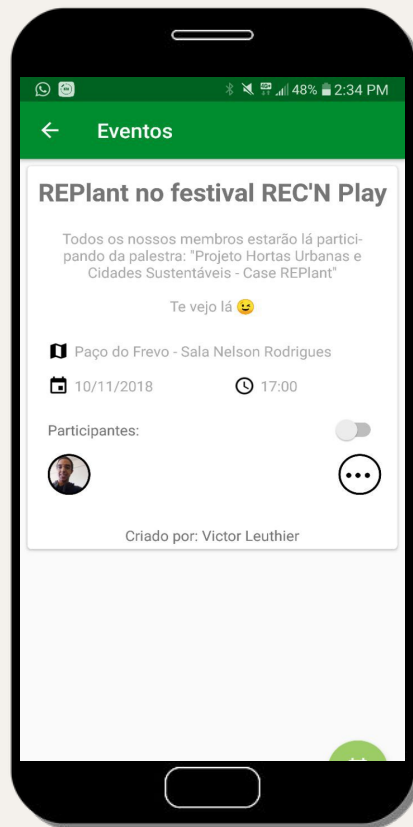 48% 2:34 PM
Eventos
REPlant no festival REC'N Play
Todos os nossos membros estarão lá partici-
pando da palestra: "Projeto Hortas Urbanas e
Cidades Sustentáveis - Case REPlant"
Te vejo lá 😉
Paço do Frevo - Sala Nelson Rodrigues
10/11/2018 17:00
Participantes:
Criado por: Victor Leuthier